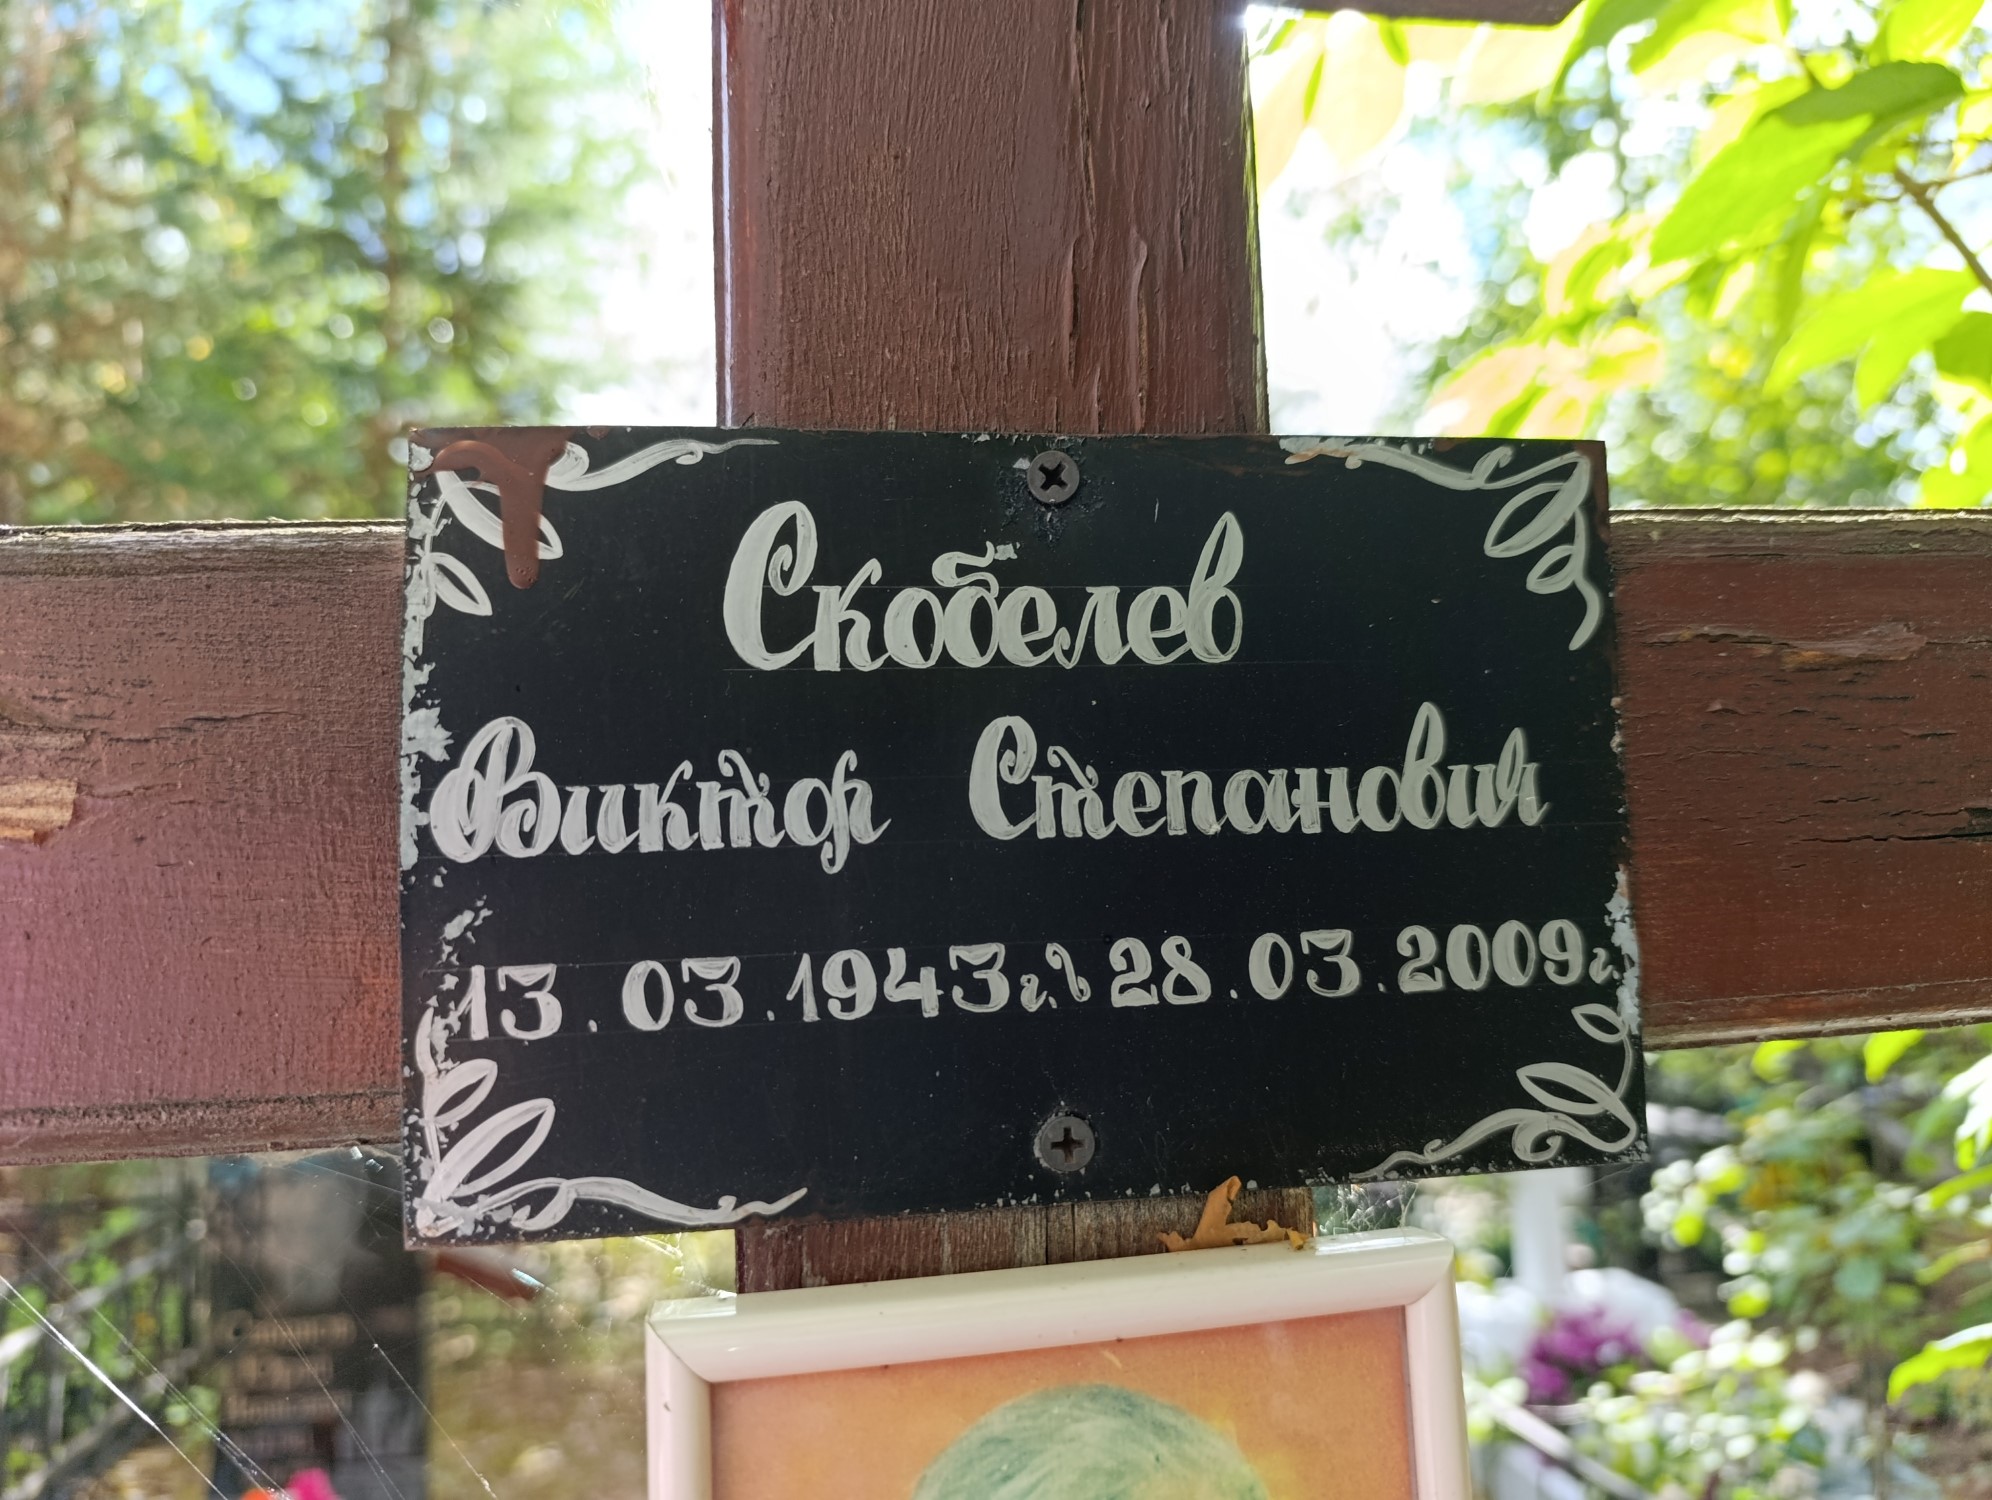 Скобелев
Виктор Степанович
13.03.1943г. 28.03.2009г.